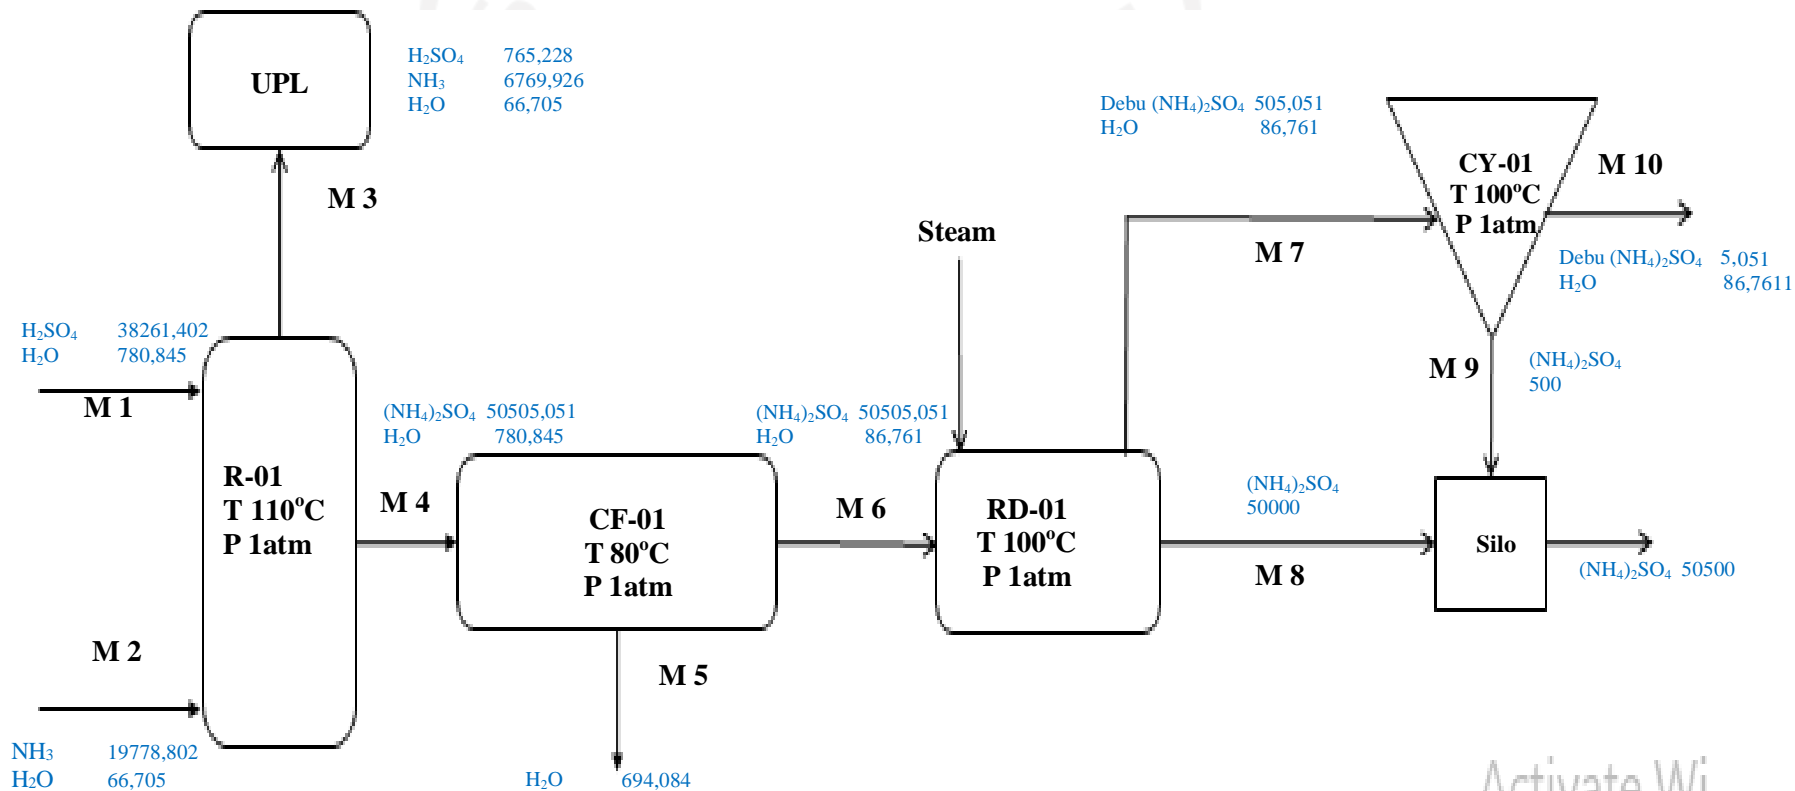 UPL
H₂SO₄ 765,228
NH₃ 6769,926
H₂O 66,705
M 3
Debu (NH₄)₂SO₄ 505,051
H₂O 86,761
CY-01
T 100°C
P 1atm
M 10
Steam
M 7
Debu (NH₄)₂SO₄ 5,051
H₂O 86,7611
H₂SO₄ 38261,402
H₂O 780,845
M 1
M 9
(NH₄)₂SO₄
500
(NH₄)₂SO₄ 50505,051
H₂O 780,845
(NH₄)₂SO₄ 50505,051
H₂O 86,761
R-01
T 110°C
P 1atm
M 4
CF-01
T 80°C
P 1atm
M 6
RD-01
T 100°C
P 1atm
(NH₄)₂SO₄
50000
M 8
Silo
(NH₄)₂SO₄ 50500
M 2
M 5
NH₃ 19778,802
H₂O 66,705
H₂O 694,084
Activate Wi